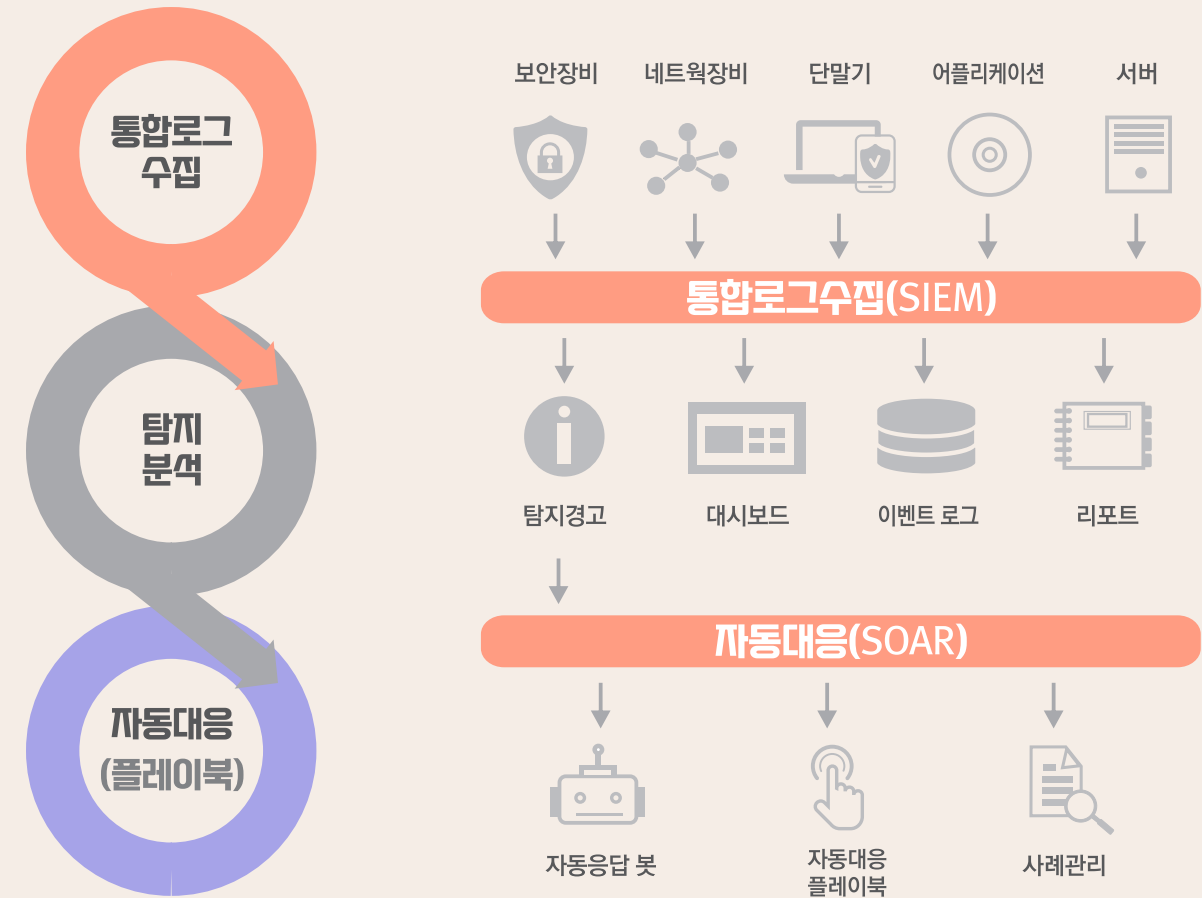 통합로그
수집
보안장비
네트웍장비
단말기
어플리케이션
서버
통합로그수집(SIEM)
탐지
분석
탐지경고
대시보드
이벤트 로그
리포트
자동대응(SOAR)
자동대응
(플레이북)
자동응답 봇
자동대응
플레이북
사례관리